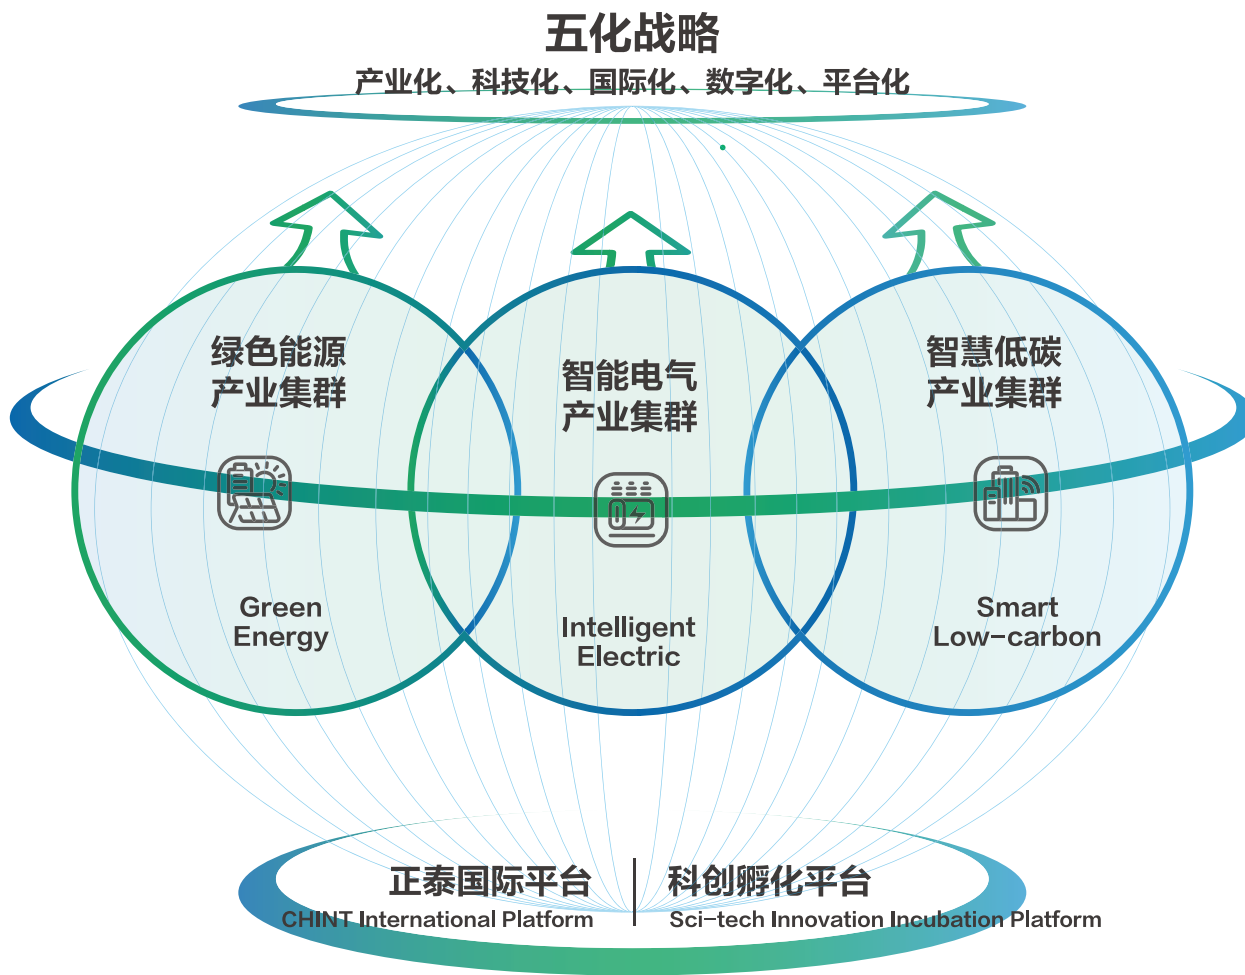 五化战略
产业化、科技化、国际化、数字化、平台化
绿色能源
产业集群
Green
Energy
智能电气
产业集群
Intelligent
Electric
智慧低碳
产业集群
Smart
Low-carbon
正泰国际平台
CHINT International Platform
科创孵化平台
Sci-tech Innovation Incubation Platform